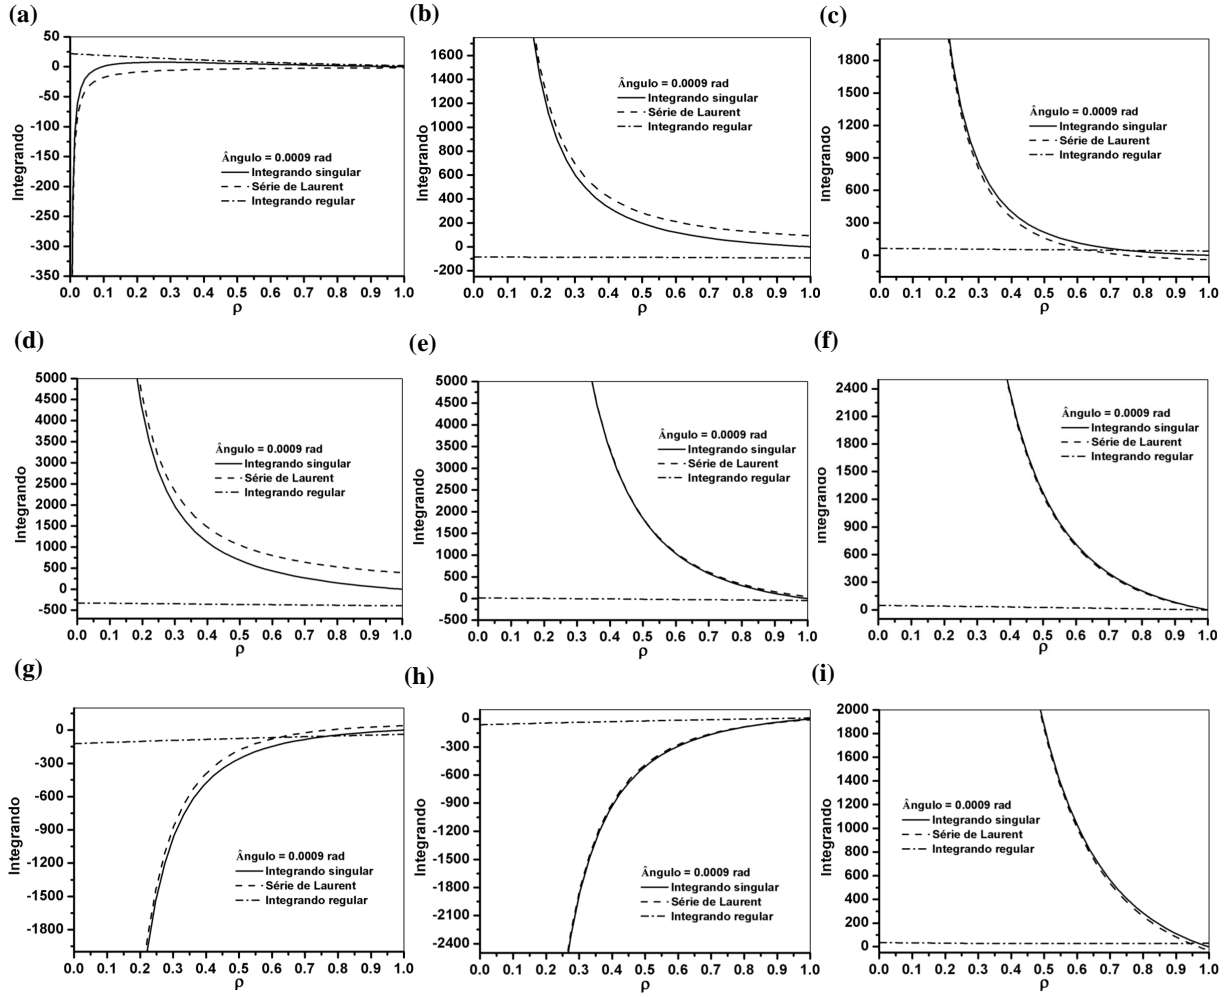 (a)
50
0
-50
-100
-150
-200
-250
-300
-350
Integrando
Ângulo = 0.0009 rad
Integrando singular
Série de Laurent
Integrando regular
0.0 0.1 0.2 0.3 0.4 0.5 0.6 0.7 0.8 0.9 1.0
ρ
(b)
1600
1400
1200
1000
800
600
400
200
0
-200
Integrando
Ângulo = 0.0009 rad
Integrando singular
Série de Laurent
Integrando regular
0.0 0.1 0.2 0.3 0.4 0.5 0.6 0.7 0.8 0.9 1.0
ρ
(c)
1800
1500
1200
900
600
300
0
Integrando
Ângulo = 0.0009 rad
Integrando singular
Série de Laurent
Integrando regular
0.0 0.1 0.2 0.3 0.4 0.5 0.6 0.7 0.8 0.9 1.0
ρ
(d)
5000
4500
4000
3500
3000
2500
2000
1500
1000
500
0
-500
Integrando
Ângulo = 0.0009 rad
Integrando singular
Série de Laurent
Integrando regular
0.0 0.1 0.2 0.3 0.4 0.5 0.6 0.7 0.8 0.9 1.0
ρ
(e)
5000
4500
4000
3500
3000
2500
2000
1500
1000
500
0
-500
Integrando
Ângulo = 0.0009 rad
Integrando singular
Série de Laurent
Integrando regular
0.0 0.1 0.2 0.3 0.4 0.5 0.6 0.7 0.8 0.9 1.0
ρ
(f)
2400
2100
1800
1500
1200
900
600
300
0
Integrando
Ângulo = 0.0009 rad
Integrando singular
Série de Laurent
Integrando regular
0.0 0.1 0.2 0.3 0.4 0.5 0.6 0.7 0.8 0.9 1.0
ρ
(g)
0
-300
-600
-900
-1200
-1500
-1800
Integrando
Ângulo = 0.0009 rad
Integrando singular
Série de Laurent
Integrando regular
0.0 0.1 0.2 0.3 0.4 0.5 0.6 0.7 0.8 0.9 1.0
ρ
(h)
0
-300
-600
-900
-1200
-1500
-1800
-2100
-2400
Integrando
Ângulo = 0.0009 rad
Integrando singular
Série de Laurent
Integrando regular
0.0 0.1 0.2 0.3 0.4 0.5 0.6 0.7 0.8 0.9 1.0
ρ
(i)
2000
1800
1600
1400
1200
1000
800
600
400
200
0
Integrando
Ângulo = 0.0009 rad
Integrando singular
Série de Laurent
Integrando regular
0.0 0.1 0.2 0.3 0.4 0.5 0.6 0.7 0.8 0.9 1.0
ρ